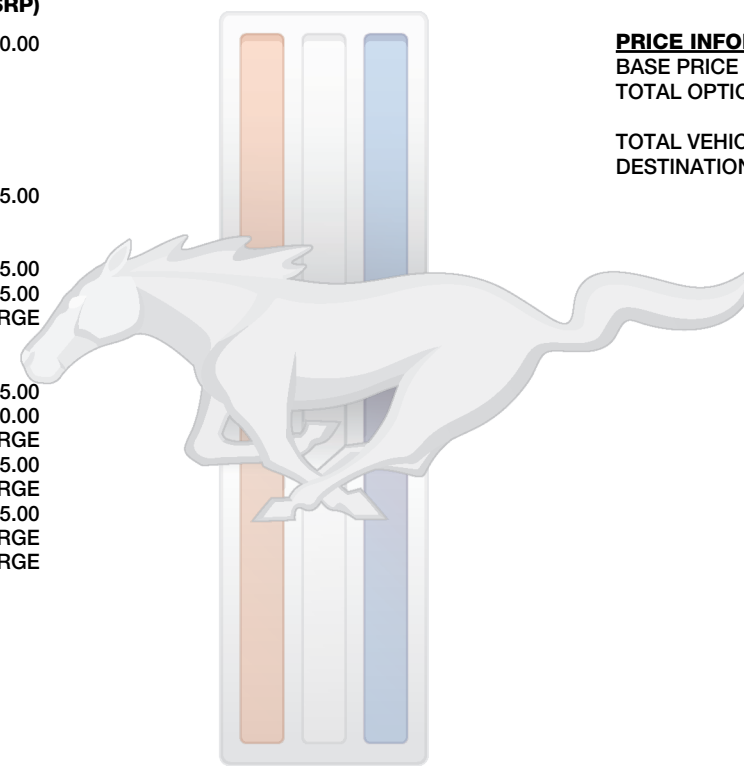 SRP)
0.00
5.00
5.00
5.00
RGE
5.00
0.00
RGE
5.00
RGE
5.00
RGE
RGE
PRICE INFO
BASE PRICE
TOTAL OPTIO
TOTAL VEHIC
DESTINATION